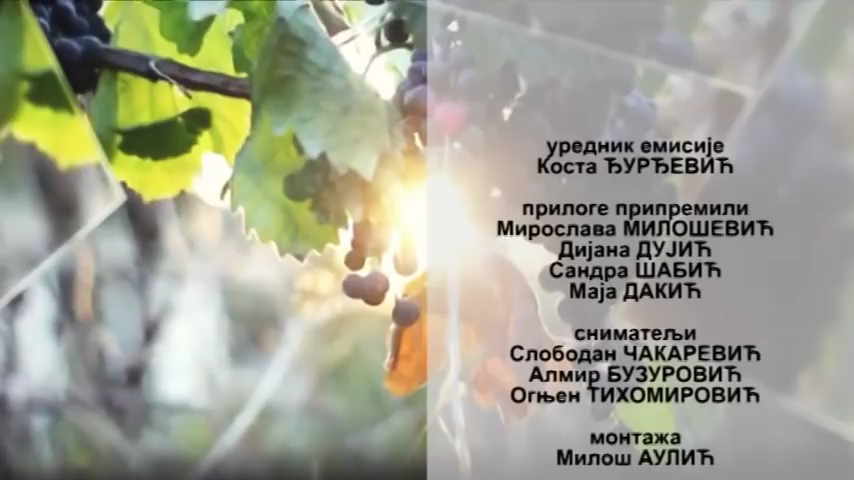 уредник емисије
Коста ЂУРЂЕВИЋ
прилоге припремили
Мирослава МИЛОШЕВИЋ
Дијана ДУЈИЋ
Сандра ШАБИЋ
Маја ДАКИЋ
сниматељи
Слободан ЧАКАРЕВИЋ
Алмир БУЗУРОВИЋ
Огњен ТИХОМИРОВИЋ
монтажа
Милош АУЛИЋ